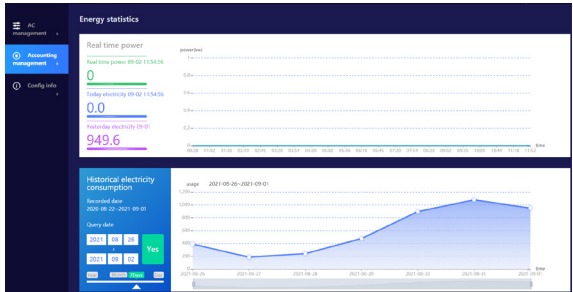 Energy statistics
AC
management
Accounting
management
Config info
Real time power
Real time power 09-02 11:54:56
0
Today electricity 09-02 11:54:56
0.0
Yesterday electricity 09-01
949.6
power(kw)
1
0.8
0.6
0.4
0.2
0
time
Historical electricity
consumption
Recorded date
2020-08-22~2021-09-01
Query date
2021 08 26
2021 09 02
Yes
Year Month 7Days Day
usage 2021-08-26~2021-09-01
1,200
1,000
800
600
400
200
0
2021-08-26 2021-08-27 2021-08-28 2021-08-29 2021-08-30 2021-08-31 2021-09-01
time